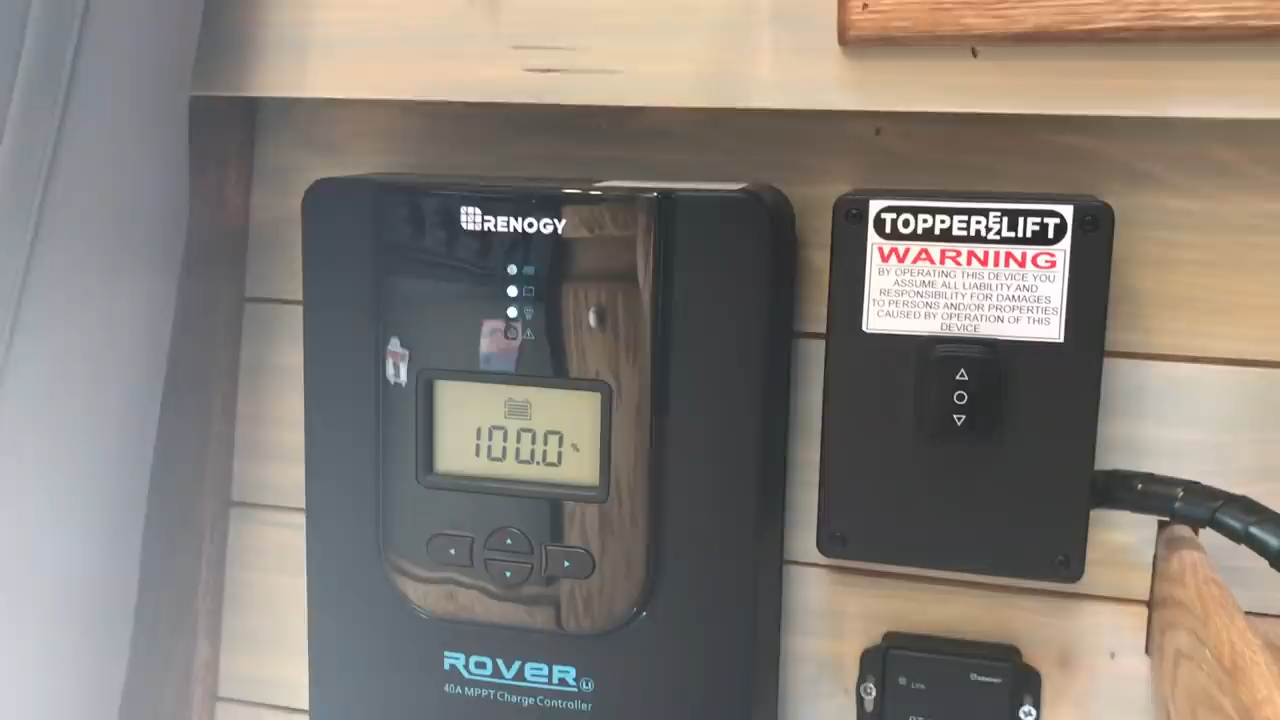 RENOGY
100.0 %
ROVER LI
40A MPPT Charge Controller
TOPPER EZ LIFT
WARNING
BY OPERATING THIS DEVICE YOU
ASSUME ALL LIABILITY AND
RESPONSIBILITY FOR DAMAGES
TO PERSONS AND/OR PROPERTIES
CAUSED BY OPERATION OF THIS
DEVICE
RENOGY